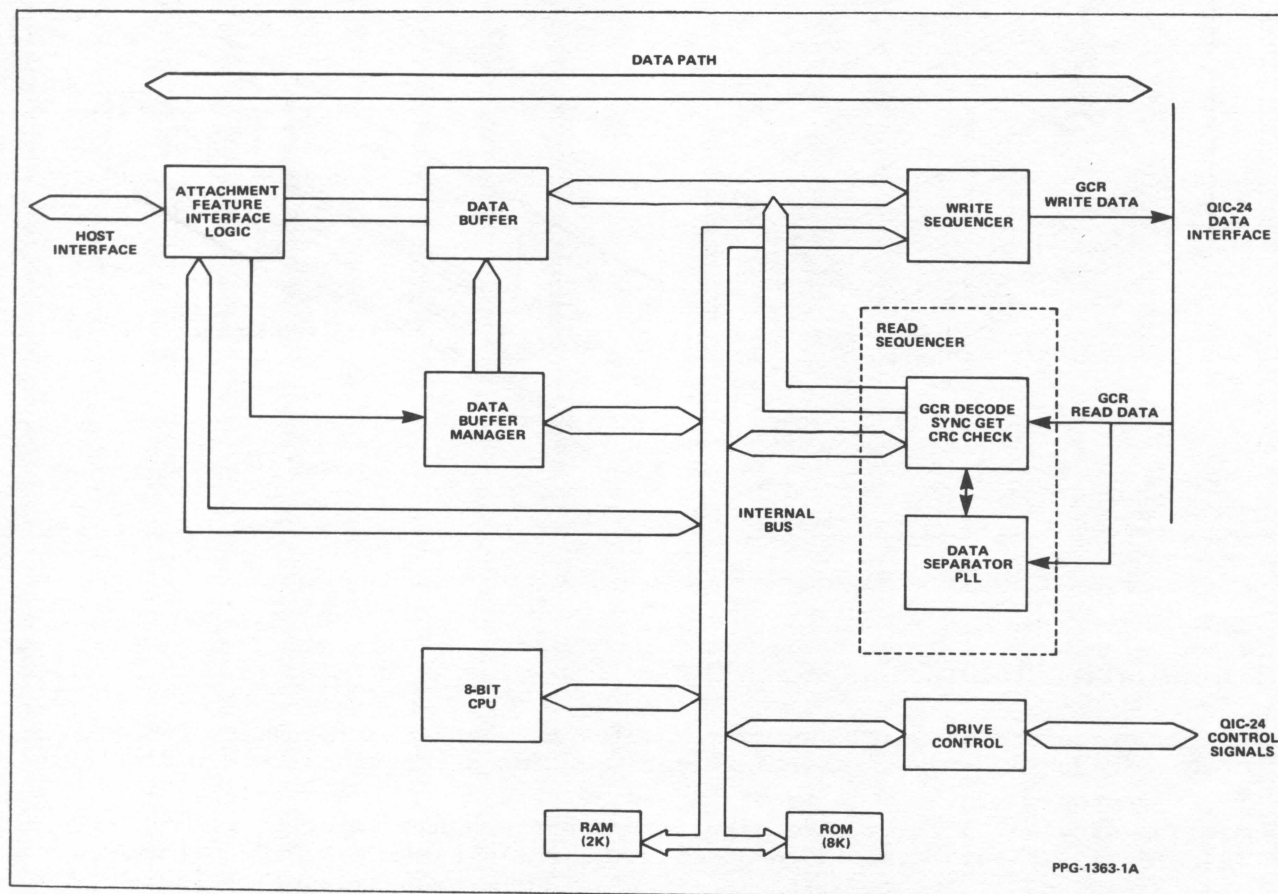 DATA PATH
ATTACHMENT
FEATURE
INTERFACE
LOGIC
HOST
INTERFACE
DATA
BUFFER
WRITE
SEQUENCER
GCR
WRITE DATA
QIC-24
DATA
INTERFACE
READ
SEQUENCER
DATA
BUFFER
MANAGER
GCR DECODE
SYNC GET
CRC CHECK
GCR
READ DATA
INTERNAL
BUS
DATA
SEPARATOR
PLL
8-BIT
CPU
DRIVE
CONTROL
QIC-24
CONTROL
SIGNALS
RAM
(2K)
ROM
(8K)
PPG-1363-1A